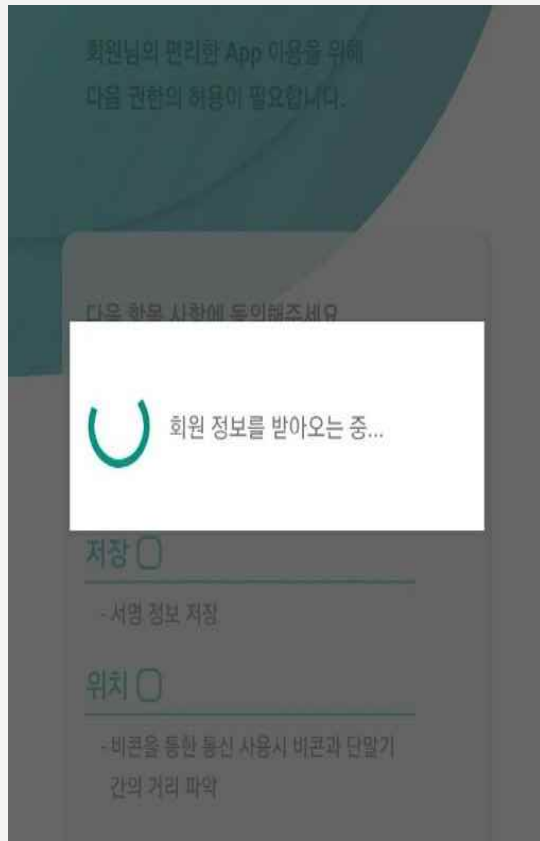 회원님의 편리한 App 이용을 위해
다음 권한의 허용이 필요합니다.
다음 항목 사항에 동의해주세요
회원 정보를 받아오는 중...
저장
- 서명 정보 저장
위치
- 비콘을 통한 통신 사용시 비콘과 단말기
간의 거리 파악